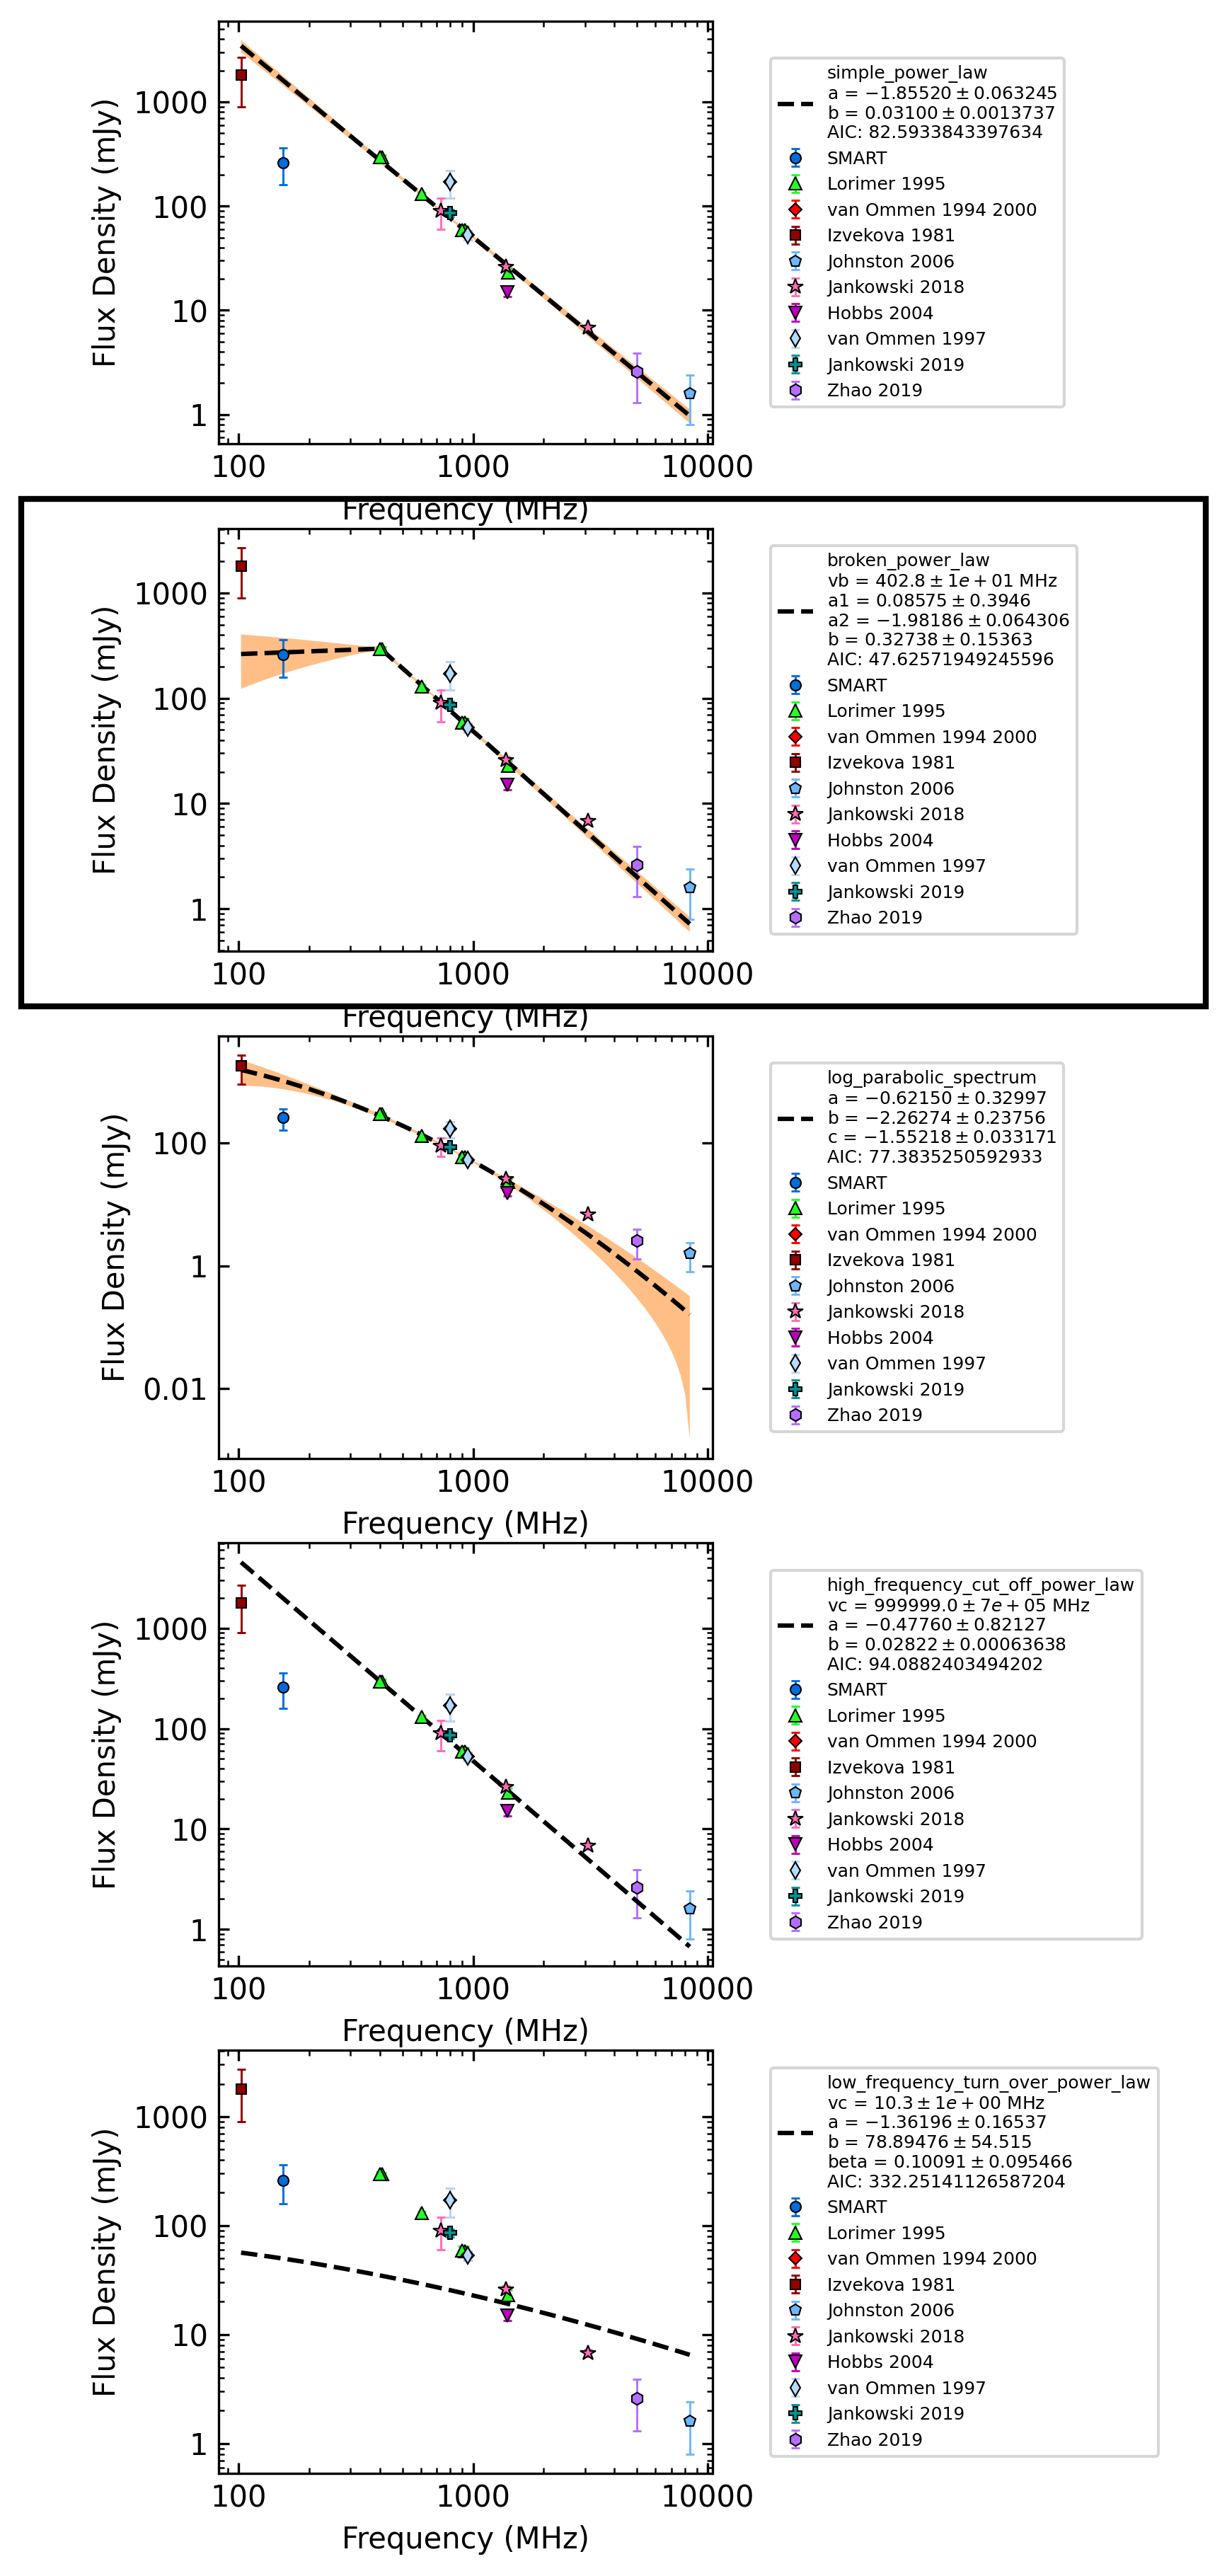 1000
100
10
1
Flux Density (mJy)
100
1000
10000
simple_power_law
a = −1.85520 ± 0.063245
b = 0.03100 ± 0.0013737
AIC: 82.5933843397634
SMART
Lorimer 1995
van Ommen 1994 2000
Izvekova 1981
Johnston 2006
Jankowski 2018
Hobbs 2004
van Ommen 1997
Jankowski 2019
Zhao 2019
Frequency (MHz)
1000
100
10
1
Flux Density (mJy)
100
1000
10000
broken_power_law
vb = 402.8 ± 1e + 01 MHz
a1 = 0.08575 ± 0.3946
a2 = −1.98186 ± 0.064306
b = 0.32738 ± 0.15363
AIC: 47.62571949245596
SMART
Lorimer 1995
van Ommen 1994 2000
Izvekova 1981
Johnston 2006
Jankowski 2018
Hobbs 2004
van Ommen 1997
Jankowski 2019
Zhao 2019
Frequency (MHz)
100
1
0.01
Flux Density (mJy)
100
1000
10000
log_parabolic_spectrum
a = −0.62150 ± 0.32997
b = −2.26274 ± 0.23756
c = −1.55218 ± 0.033171
AIC: 77.3835250592933
SMART
Lorimer 1995
van Ommen 1994 2000
Izvekova 1981
Johnston 2006
Jankowski 2018
Hobbs 2004
van Ommen 1997
Jankowski 2019
Zhao 2019
Frequency (MHz)
1000
100
10
1
Flux Density (mJy)
100
1000
10000
high_frequency_cut_off_power_law
vc = 999999.0 ± 7e + 05 MHz
a = −0.47760 ± 0.82127
b = 0.02822 ± 0.00063638
AIC: 94.0882403494202
SMART
Lorimer 1995
van Ommen 1994 2000
Izvekova 1981
Johnston 2006
Jankowski 2018
Hobbs 2004
van Ommen 1997
Jankowski 2019
Zhao 2019
Frequency (MHz)
1000
100
10
1
Flux Density (mJy)
100
1000
10000
low_frequency_turn_over_power_law
vc = 10.3 ± 1e + 00 MHz
a = −1.36196 ± 0.16537
b = 78.89476 ± 54.515
beta = 0.10091 ± 0.095466
AIC: 332.25141126587204
SMART
Lorimer 1995
van Ommen 1994 2000
Izvekova 1981
Johnston 2006
Jankowski 2018
Hobbs 2004
van Ommen 1997
Jankowski 2019
Zhao 2019
Frequency (MHz)